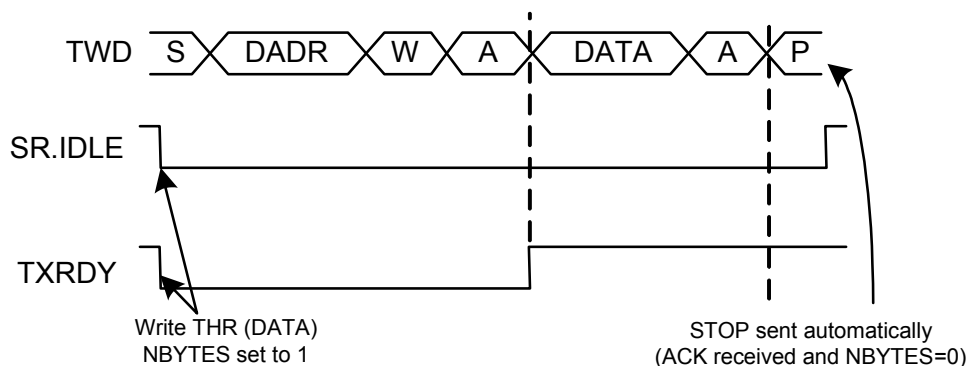 TWD S DADR W A DATA A P
SR.IDLE
TXRDY
Write THR (DATA)
NBYTES set to 1
STOP sent automatically
(ACK received and NBYTES=0)